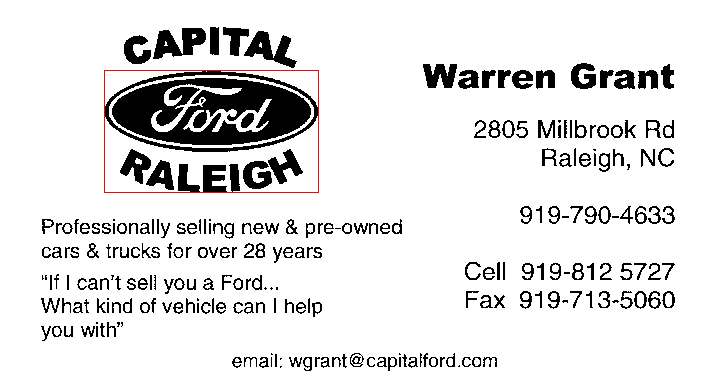 CAPITAL
Ford
RALEIGH
Warren Grant
2805 Millbrook Rd
Raleigh, NC
919-790-4633
Cell 919-812 5727
Fax 919-713-5060
Professionally selling new & pre-owned
cars & trucks for over 28 years
“If I can’t sell you a Ford...
What kind of vehicle can I help
you with”
email: wgrant@capitalford.com